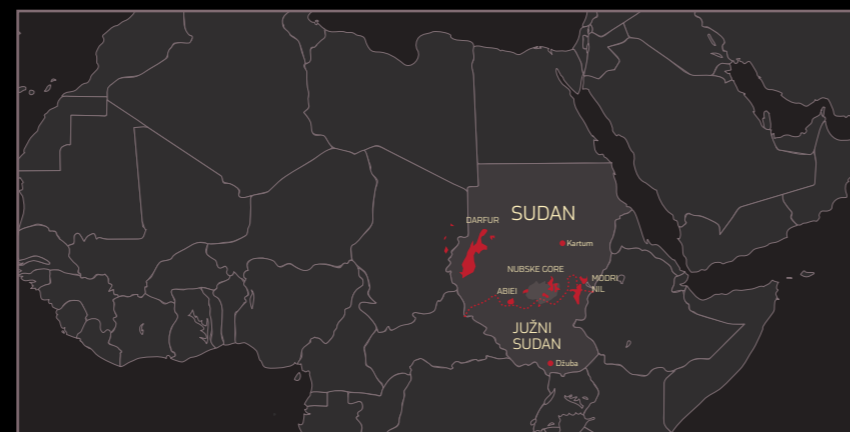 DARFUR
SUDAN
Kartum
NUBSKE GORE
MODRI
NIL
ABIEI
JUŽNI
SUDAN
Džuba